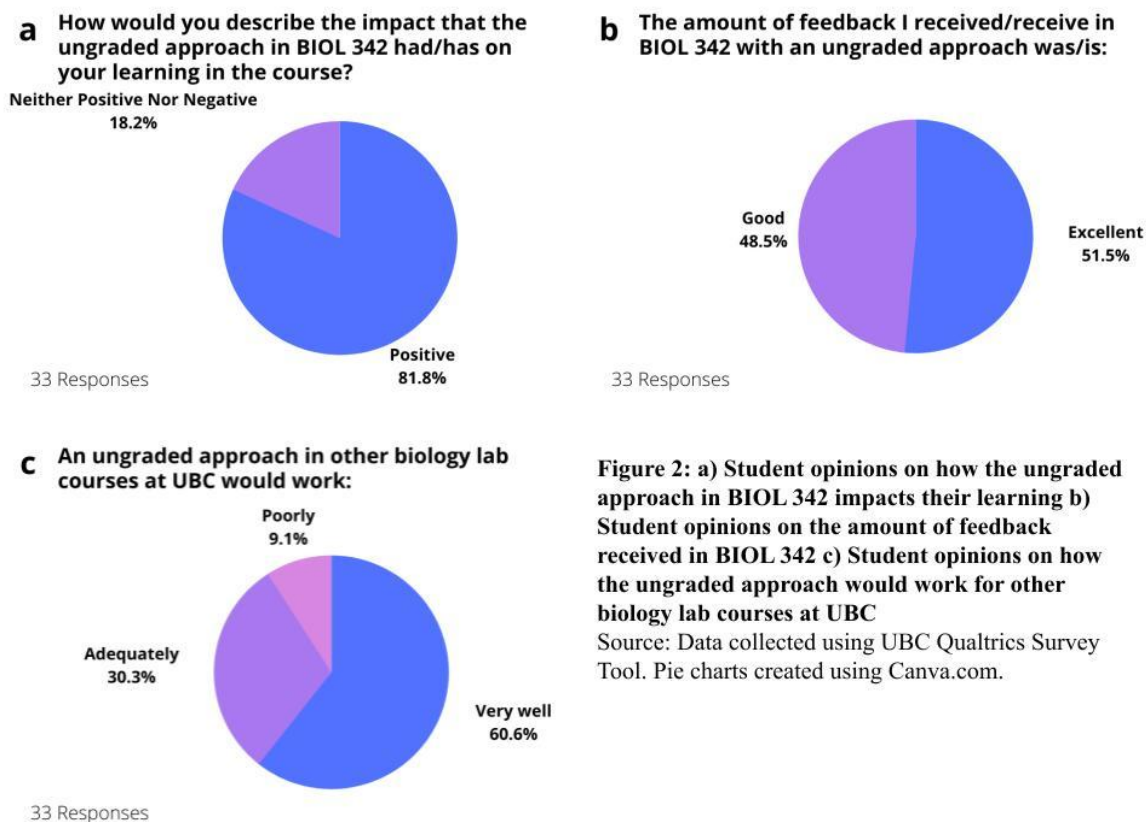 a How would you describe the impact that the
ungraded approach in BIOL 342 had/has on
your learning in the course?
Neither Positive Nor Negative
18.2%
Positive
81.8%
33 Responses
b The amount of feedback I received/receive in
BIOL 342 with an ungraded approach was/is:
Good
48.5%
Excellent
51.5%
33 Responses
c An ungraded approach in other biology lab
courses at UBC would work:
Poorly
9.1%
Adequately
30.3%
Very well
60.6%
33 Responses
Figure 2: a) Student opinions on how the ungraded
approach in BIOL 342 impacts their learning b)
Student opinions on the amount of feedback
received in BIOL 342 c) Student opinions on how
the ungraded approach would work for other
biology lab courses at UBC
Source: Data collected using UBC Qualtrics Survey
Tool. Pie charts created using Canva.com.